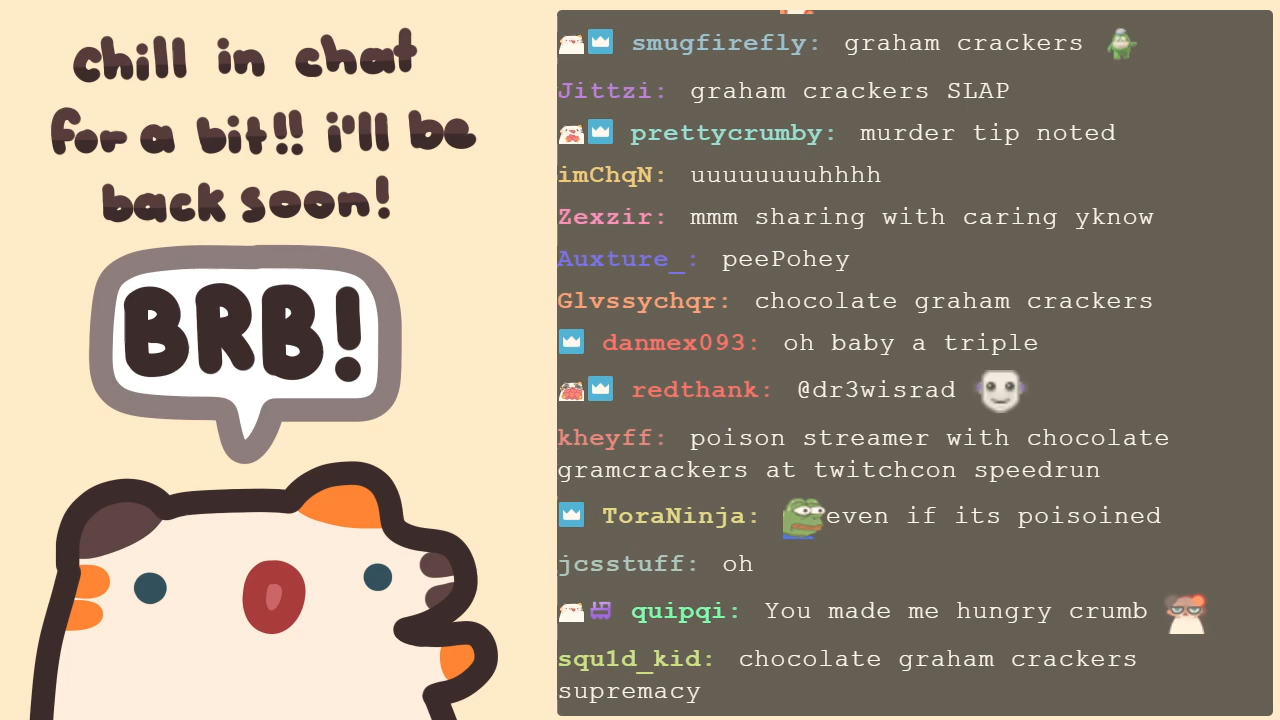 chill in chat
for a bit!! i'll be
back soon!
BRB!
smugfirefly: graham crackers
Jittzi: graham crackers SLAP
prettycrumby: murder tip noted
imChqN: uuuuuuuuhhhh
Zexzir: mmm sharing with caring yknow
Auxture_: peePohey
Glvssychqr: chocolate graham crackers
danmex093: oh baby a triple
redthank: @dr3wisrad
kheyff: poison streamer with chocolate
gramcrackers at twitchcon speedrun
ToraNinja: even if its poisoined
jcsstuff: oh
quipqi: You made me hungry crumb
squ1d_kid: chocolate graham crackers
supremacy